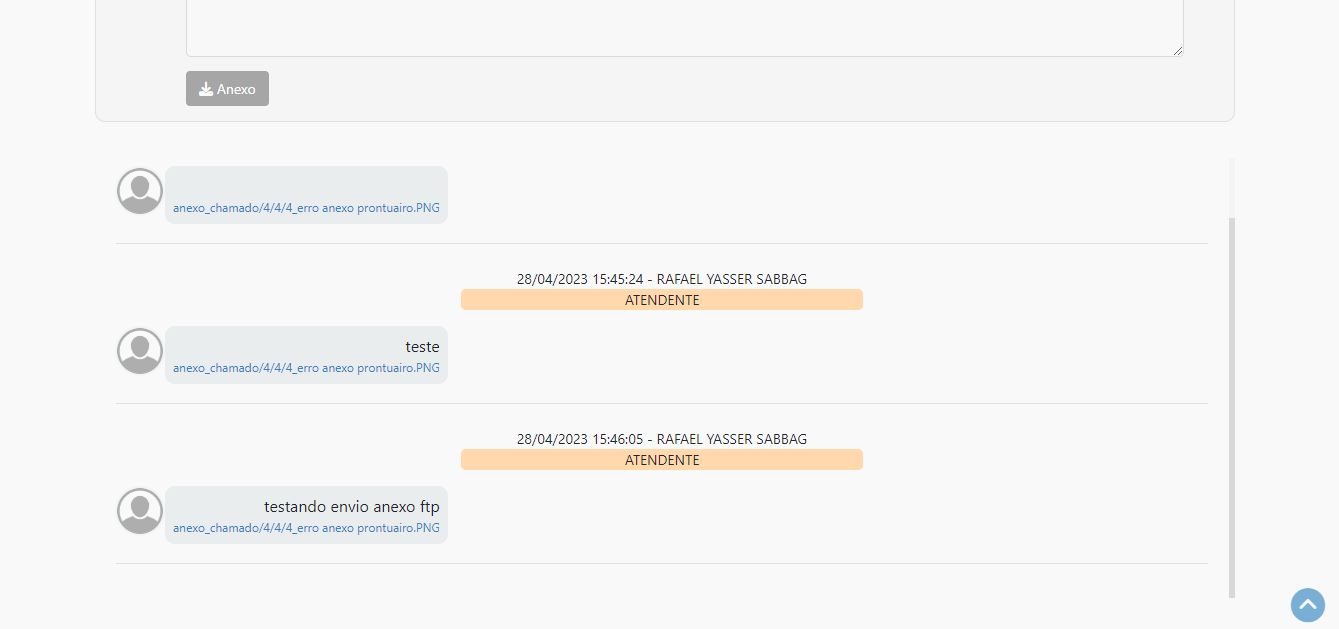 Anexo
anexo_chamado/4/4/4_erro anexo prontuairo.PNG
28/04/2023 15:45:24 - RAFAEL YASSER SABBAG
ATENDENTE
teste
anexo_chamado/4/4/4_erro anexo prontuairo.PNG
28/04/2023 15:46:05 - RAFAEL YASSER SABBAG
ATENDENTE
testando envio anexo ftp
anexo_chamado/4/4/4_erro anexo prontuairo.PNG